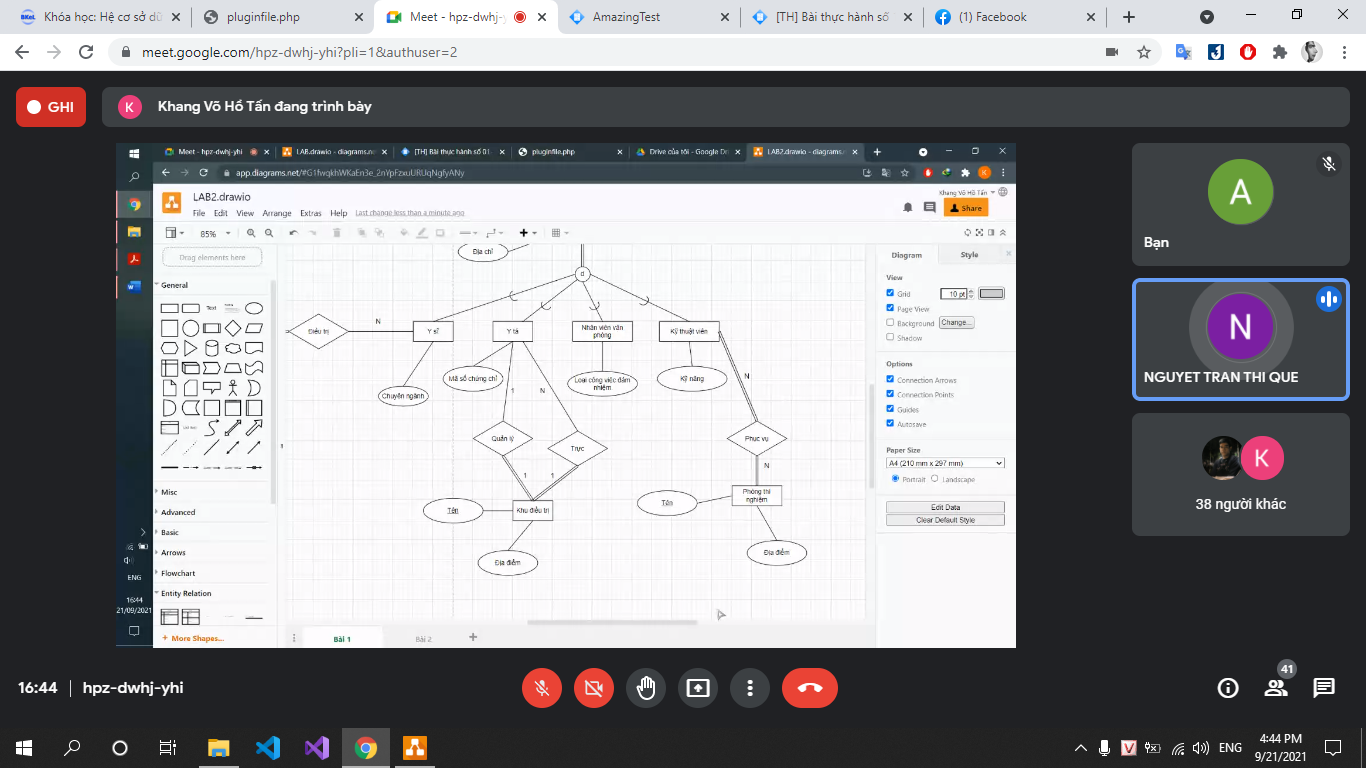 Khóa học: Hệ cơ sở dữ
pluginfile.php
Meet - hpz-dwhj-y
AmazingTest
[TH] Bài thực hành số
(1) Facebook
meet.google.com/hpz-dwhj-yhi?pli=1&authuser=2
GHI
K
Khang Võ Hồ Tấn đang trình bày
Meet - hpz-dwhj-yhi
LAB.drawio - diagrams.ne
[TH] Bài thực hành số 01.
pluginfile.php
Drive của tôi - Google Dri
LAB2.drawio - diagrams.n
app.diagrams.net/#G1fwqkhWKaEn3e_2nYpFzxuURUqNgfyANy
LAB2.drawio
Khang Võ Hồ Tấn
File Edit View Arrange Extras Help Last change less than a minute ago
Share
85%
Drag elements here
General
Text
Misc
Advanced
Basic
Arrows
Flowchart
Entity Relation
+ More Shapes...
Địa chỉ
d
Điều trị
N
Y sĩ
Y tá
Nhân viên văn phòng
Kỹ thuật viên
Chuyên ngành
Mã số chứng chỉ
Loại công việc đảm nhiệm
Kỹ năng
1
N
N
Quản lý
Trực
Phục vụ
1
1
N
Tên
Khu điều trị
Tên
Phòng thí nghiệm
Địa điểm
Địa điểm
Bài 1
Bài 2
+
Diagram
Style
View
Grid
10 pt
Page View
Background
Change...
Shadow
Options
Connection Arrows
Connection Points
Guides
Autosave
Paper Size
A4 (210 mm x 297 mm)
Portrait
Landscape
Edit Data
Clear Default Style
ENG
16:44
21/09/2021
A
Bạn
N
NGUYET TRAN THI QUE
K
38 người khác
16:44 | hpz-dwhj-yhi
41
ENG
4:44 PM
9/21/2021